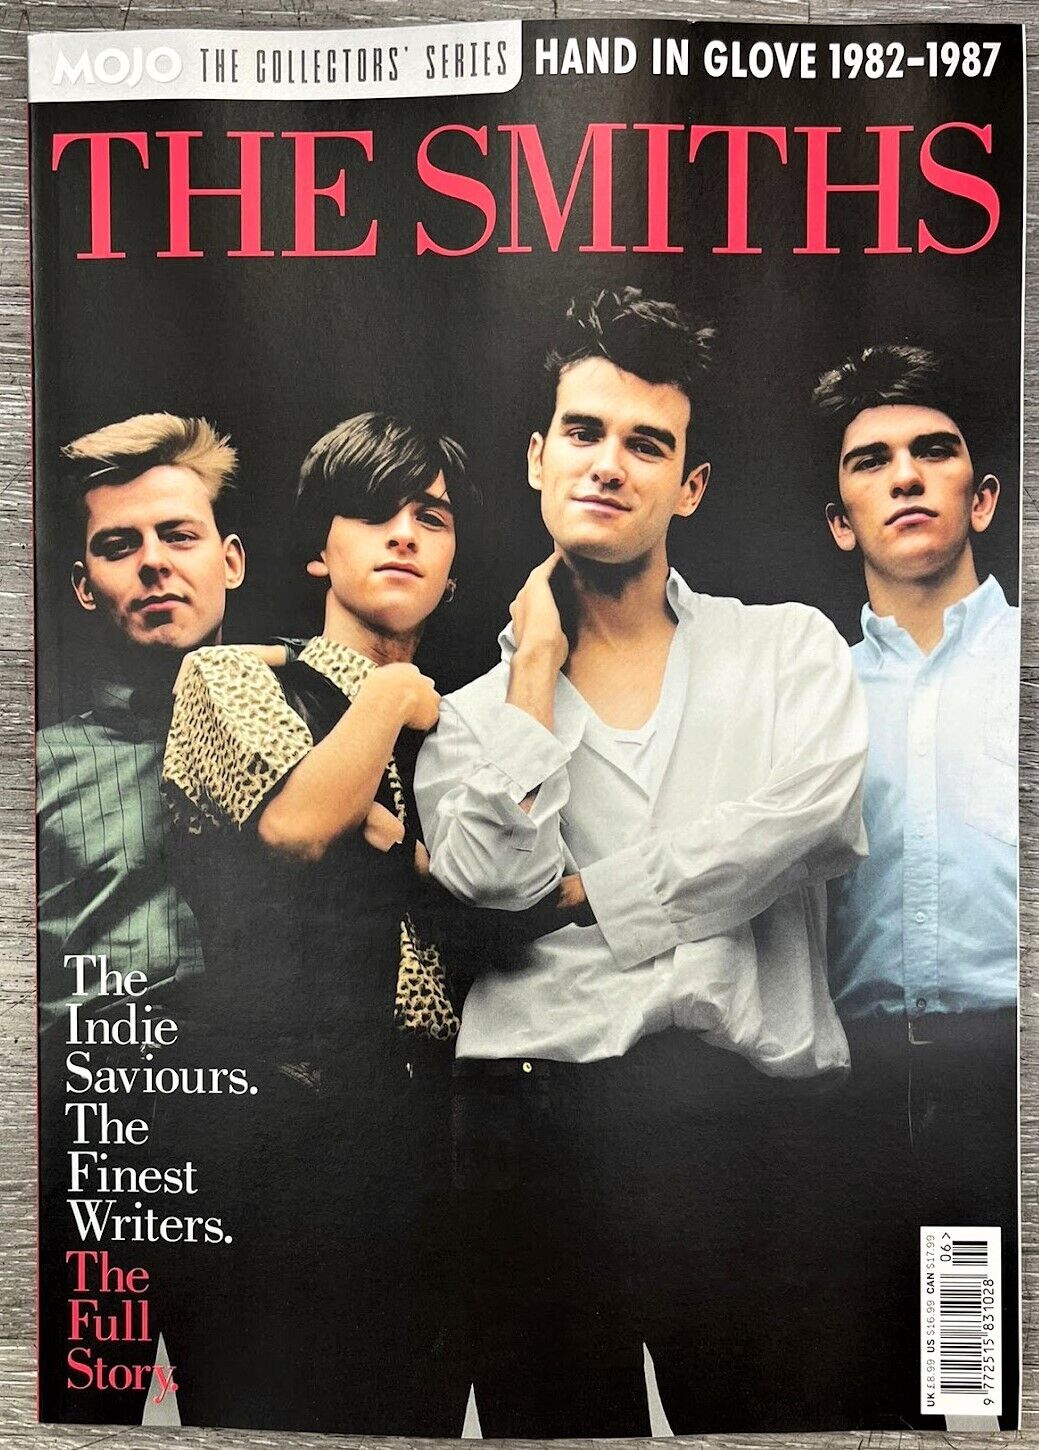 MOJO THE COLLECTORS' SERIES
HAND IN GLOVE 1982–1987
THE SMITHS
The
Indie
Saviours.
The
Finest
Writers.
The
Full
Story.
UK £8.99 US $16.99 CAN $17.99
06>
9 772515 831028